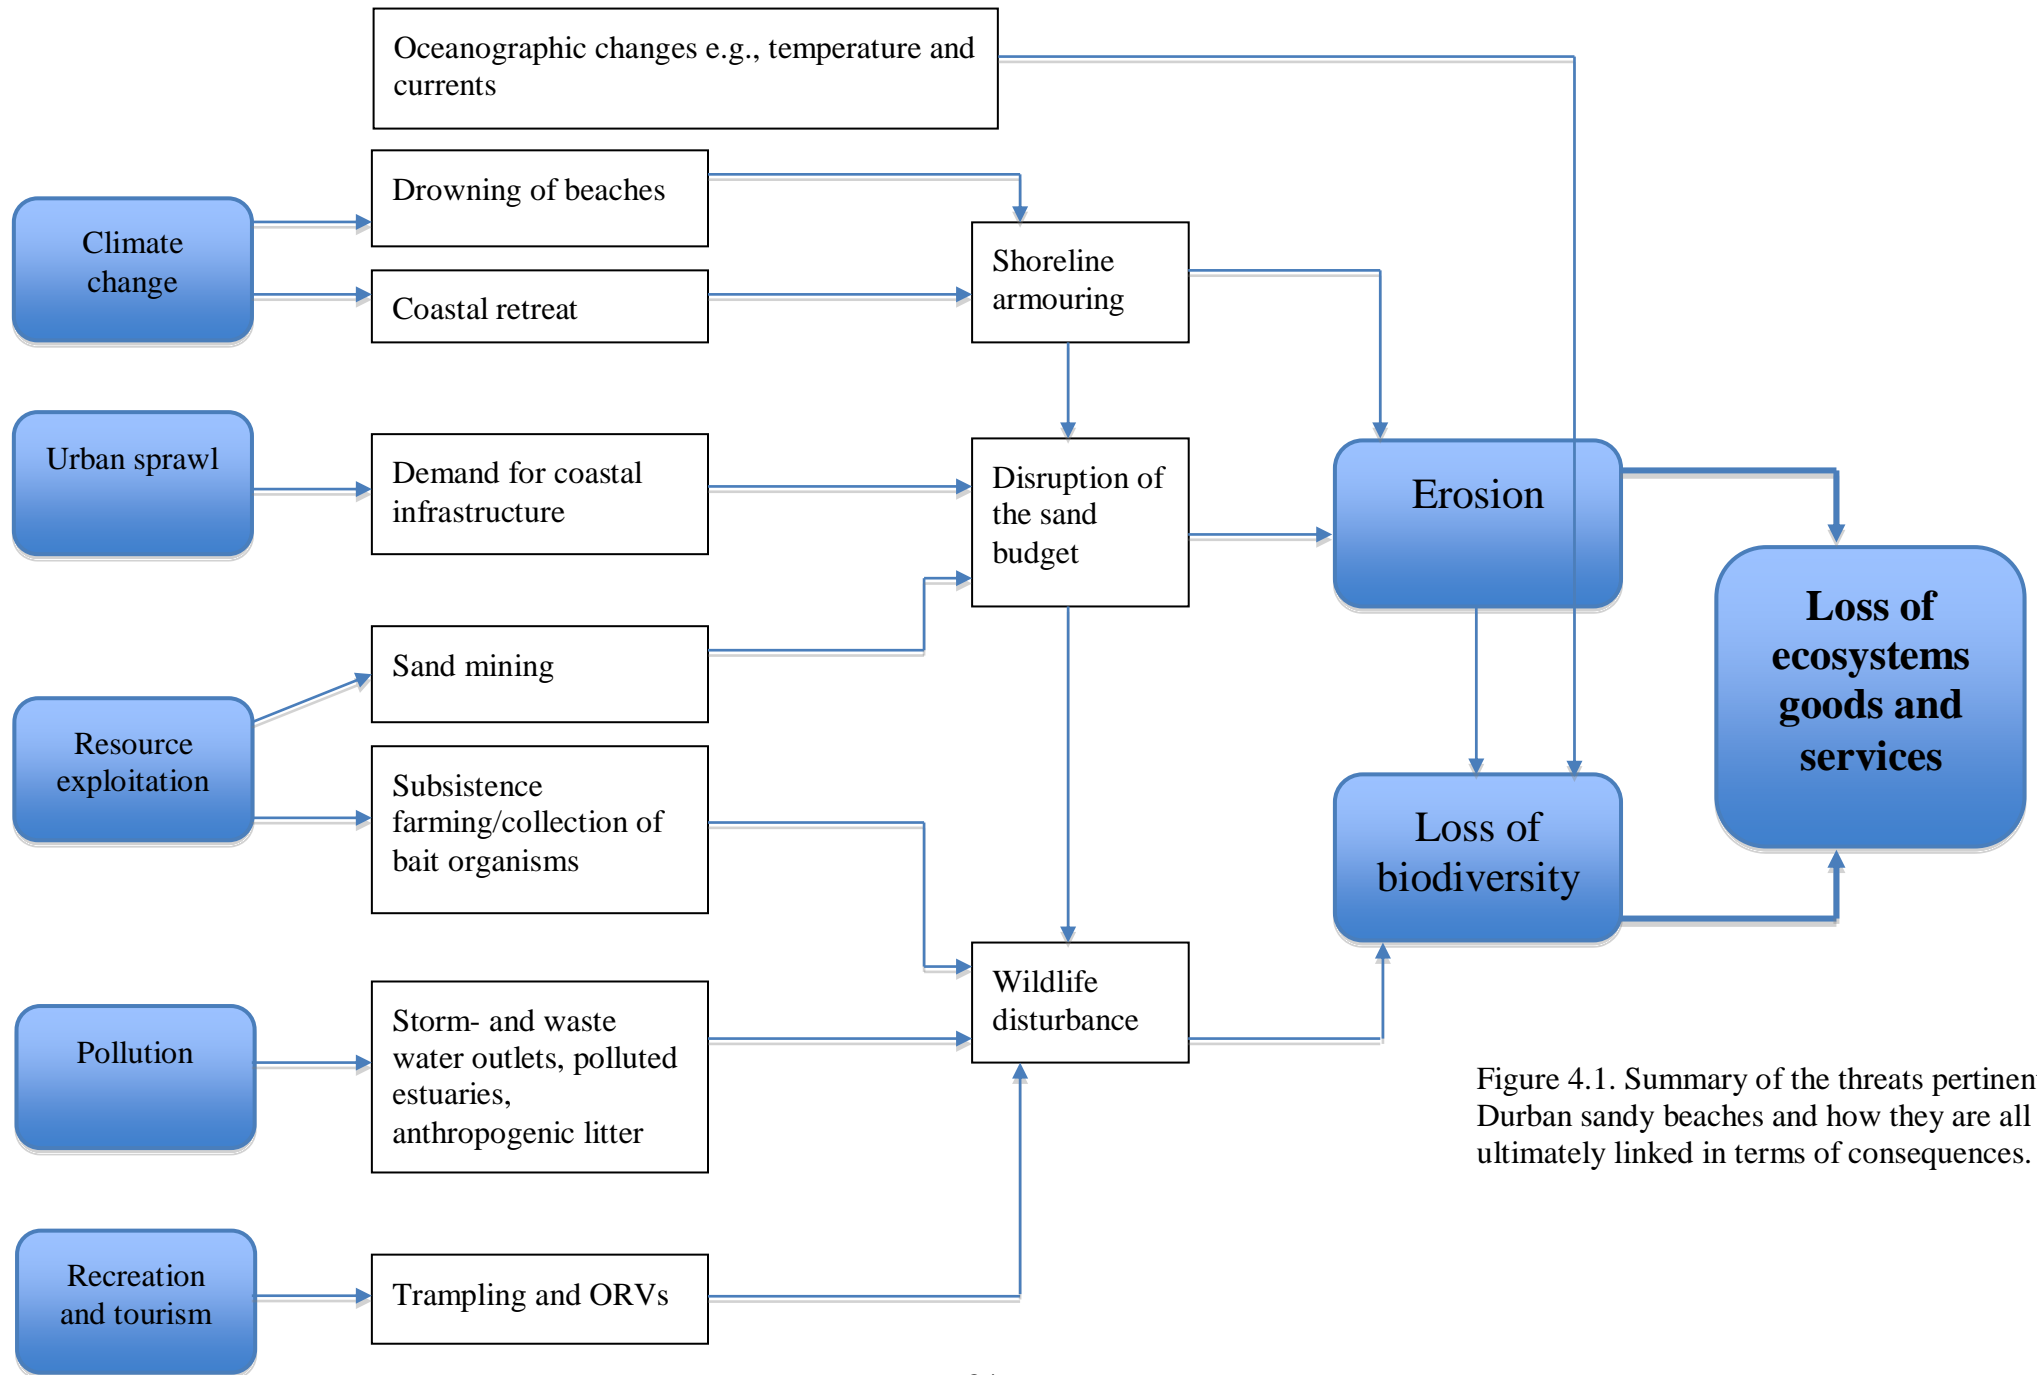 Oceanographic changes e.g., temperature and
currents
Drowning of beaches
Climate
change
Shoreline
armouring
Coastal retreat
Urban sprawl
Demand for coastal
infrastructure
Disruption of
the sand
budget
Erosion
Loss of
ecosystems
goods and
services
Sand mining
Resource
exploitation
Subsistence
farming/collection of
bait organisms
Loss of
biodiversity
Wildlife
disturbance
Pollution
Storm- and waste
water outlets, polluted
estuaries,
anthropogenic litter
Figure 4.1. Summary of the threats
Durban sandy beaches and how they are all
ultimately linked in terms of consequences.
Recreation
and tourism
Trampling and ORVs